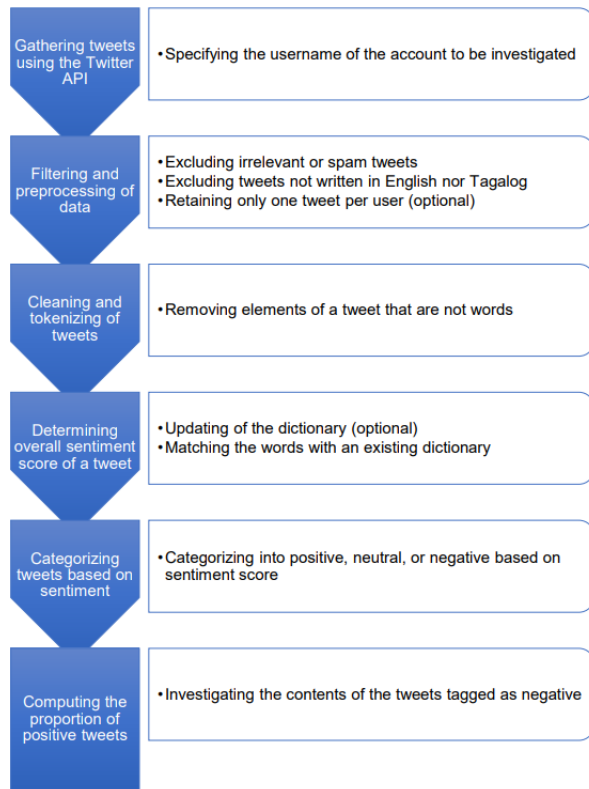 Gathering tweets
using the Twitter
API
• Specifying the username of the account to be investigated
Filtering and
preprocessing of
data
• Excluding irrelevant or spam tweets
• Excluding tweets not written in English nor Tagalog
• Retaining only one tweet per user (optional)
Cleaning and
tokenizing of
tweets
• Removing elements of a tweet that are not words
Determining
overall sentiment
score of a tweet
• Updating of the dictionary (optional)
• Matching the words with an existing dictionary
Categorizing
tweets based on
sentiment
• Categorizing into positive, neutral, or negative based on
sentiment score
Computing the
proportion of
positive tweets
• Investigating the contents of the tweets tagged as negative